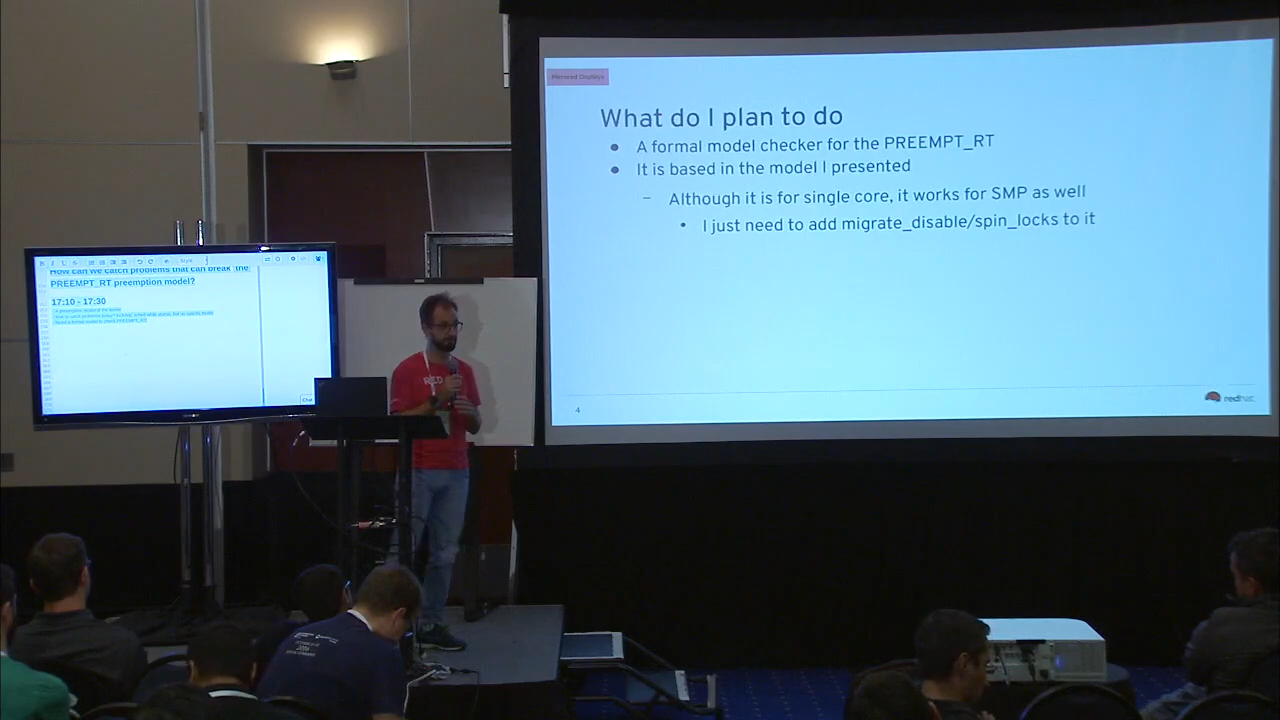 Mirrored Displays
What do I plan to do
A formal model checker for the PREEMPT_RT
It is based in the model I presented
Although it is for single core, it works for SMP as well
I just need to add migrate_disable/spin_locks to it
4
redhat
How can we catch problems that can break the
PREEMPT_RT preemption model?
17:10 - 17:30
Chat
RED
2016